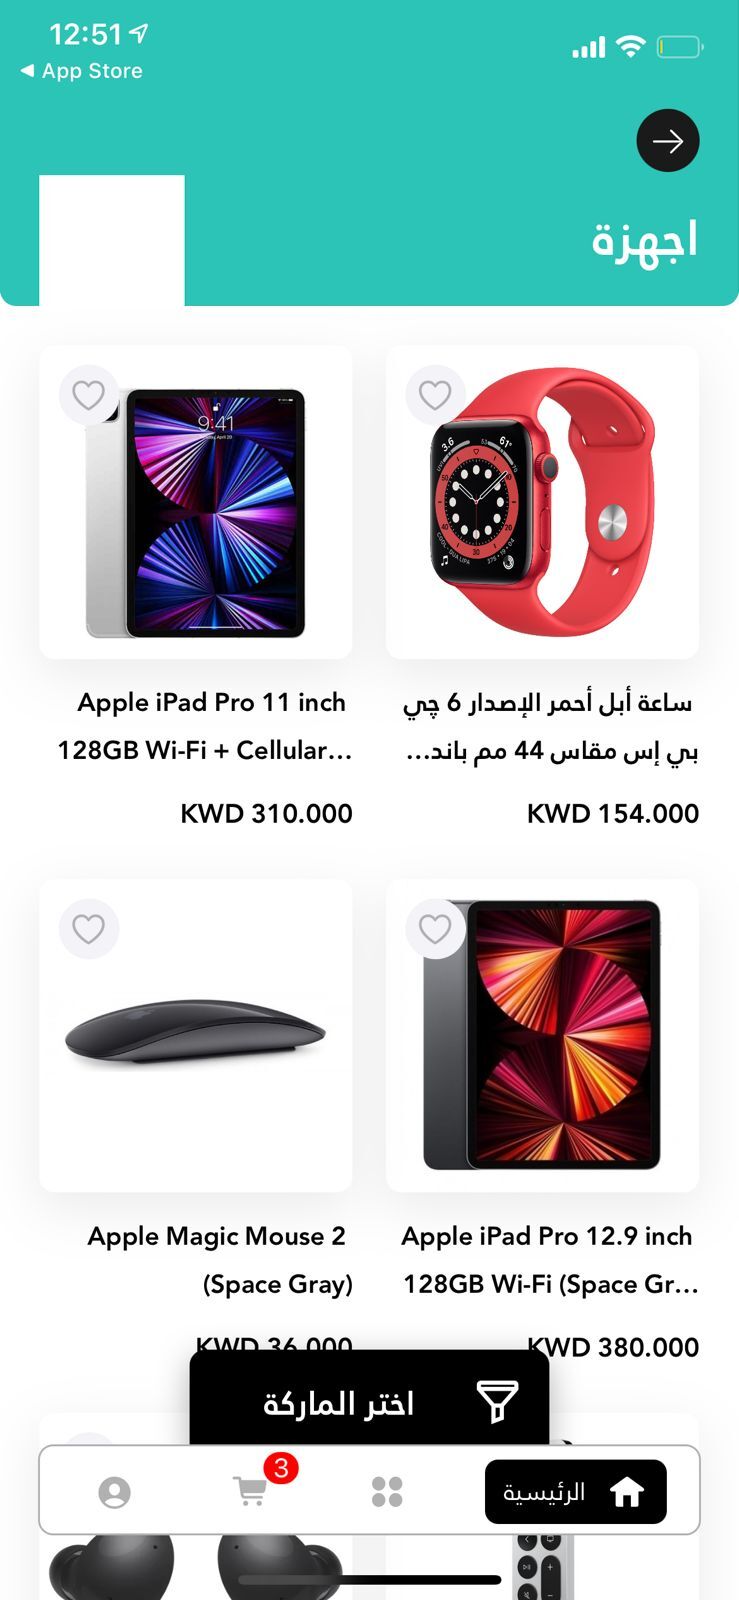 12:51
◀ App Store
اجهزة
ساعة أبل أحمر الإصدار 6 چي
بي إس مقاس 44 مم باند...
KWD 154.000
9:41
Apple iPad Pro 11 inch
128GB Wi-Fi + Cellular...
KWD 310.000
Apple iPad Pro 12.9 inch
128GB Wi-Fi (Space Gr...
KWD 380.000
Apple Magic Mouse 2
(Space Gray)
KWD 36.000
اختر الماركة
الرئيسية
3